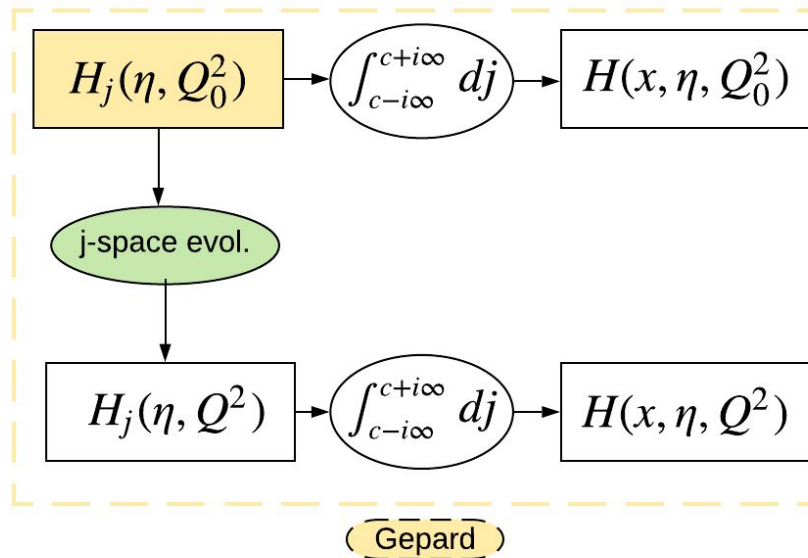 H_j(η, Q_0^2)
∫_{c−i∞}^{c+i∞} dj
H(x, η, Q_0^2)
j-space evol.
H_j(η, Q^2)
∫_{c−i∞}^{c+i∞} dj
H(x, η, Q^2)
Gepard